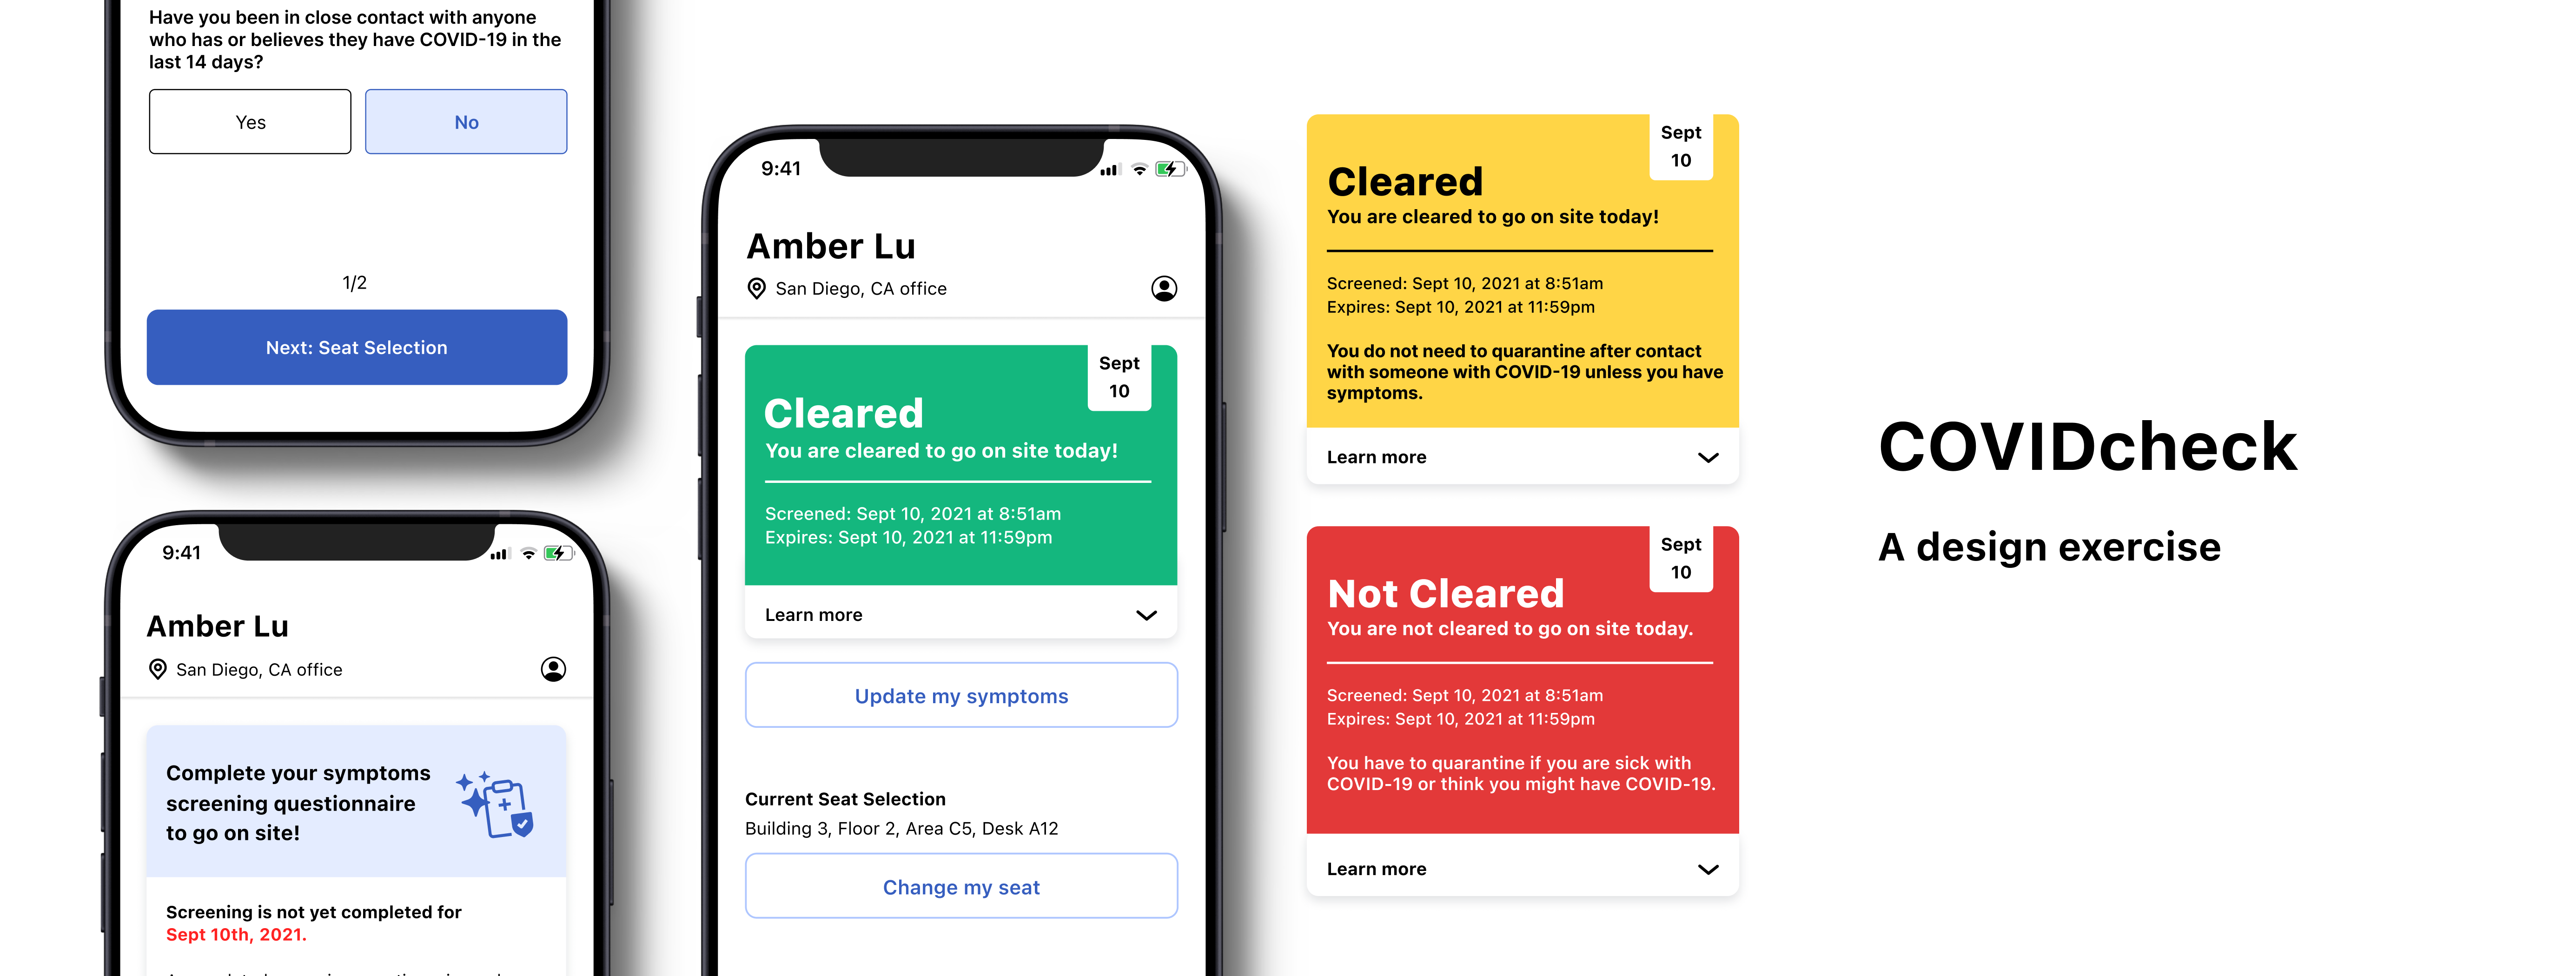 Have you been in close contact with anyone
who has or believes they have COVID-19 in the
last 14 days?
Yes
No
1/2
Next: Seat Selection
9:41
Amber Lu
San Diego, CA office
Complete your symptoms
screening questionnaire
to go on site!
Screening is not yet completed for
Sept 10th, 2021.
9:41
Amber Lu
San Diego, CA office
Sept
10
Cleared
You are cleared to go on site today!
Screened: Sept 10, 2021 at 8:51am
Expires: Sept 10, 2021 at 11:59pm
Learn more
Update my symptoms
Current Seat Selection
Building 3, Floor 2, Area C5, Desk A12
Change my seat
Sept
10
Cleared
You are cleared to go on site today!
Screened: Sept 10, 2021 at 8:51am
Expires: Sept 10, 2021 at 11:59pm
You do not need to quarantine after contact
with someone with COVID-19 unless you have
symptoms.
Learn more
Sept
10
Not Cleared
You are not cleared to go on site today.
Screened: Sept 10, 2021 at 8:51am
Expires: Sept 10, 2021 at 11:59pm
You have to quarantine if you are sick with
COVID-19 or think you might have COVID-19.
Learn more
COVIDcheck
A design exercise